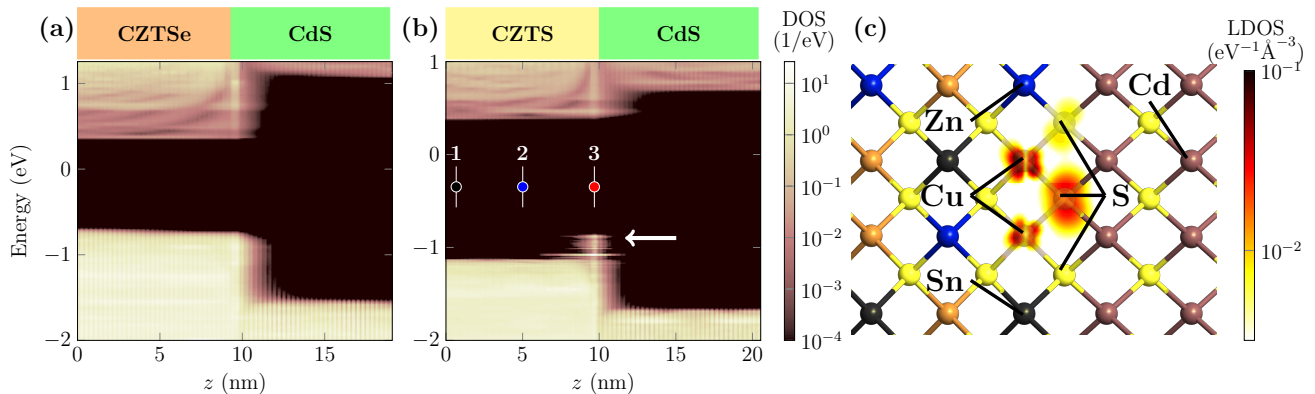 (a)
CZTSe
CdS
Energy (eV)
1
0
−1
−2
0
5
10
15
z (nm)
(b)
CZTS
CdS
1
0
−1
−2
1
2
3
0
5
10
15
20
z (nm)
DOS
(1/eV)
10¹
10⁰
10⁻¹
10⁻²
10⁻³
10⁻⁴
(c)
Zn
Cu
Sn
S
Cd
LDOS
(eV⁻¹Å⁻³)
10⁻¹
10⁻²